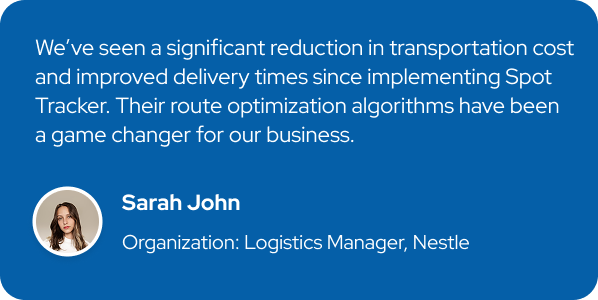 We’ve seen a significant reduction in transportation cost
and improved delivery times since implementing Spot
Tracker. Their route optimization algorithms have been
a game changer for our business.
Sarah John
Organization: Logistics Manager, Nestle